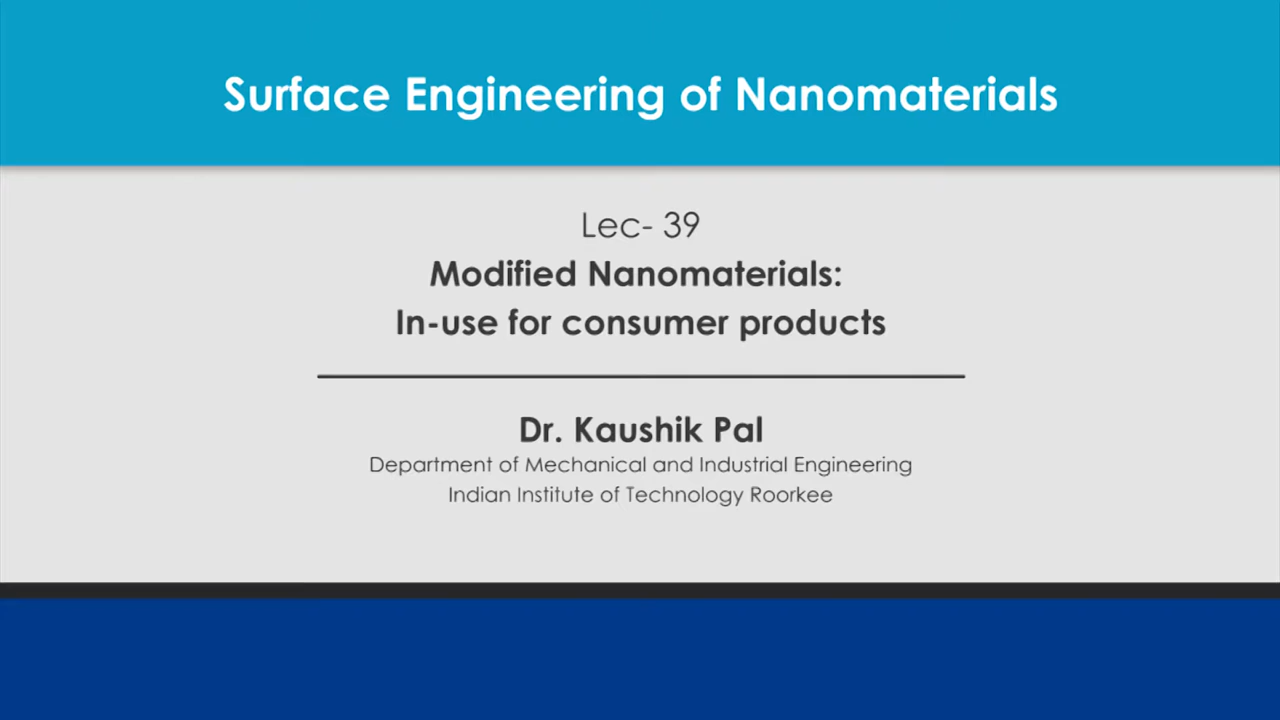 Surface Engineering of Nanomaterials
Lec- 39
Modified Nanomaterials:
In-use for consumer products
Dr. Kaushik Pal
Department of Mechanical and Industrial Engineering
Indian Institute of Technology Roorkee